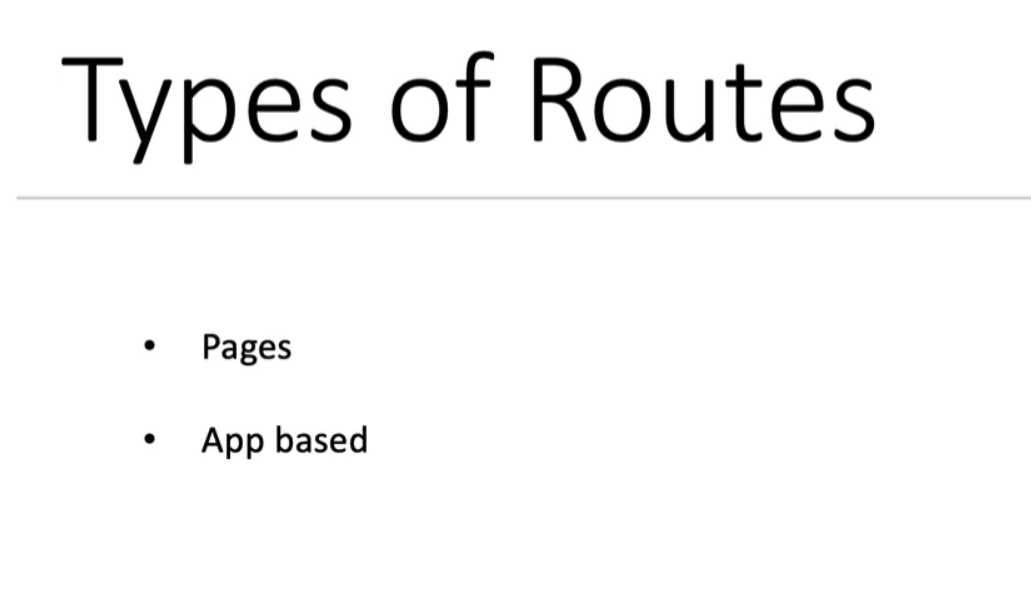 Types of Routes
• Pages
• App based